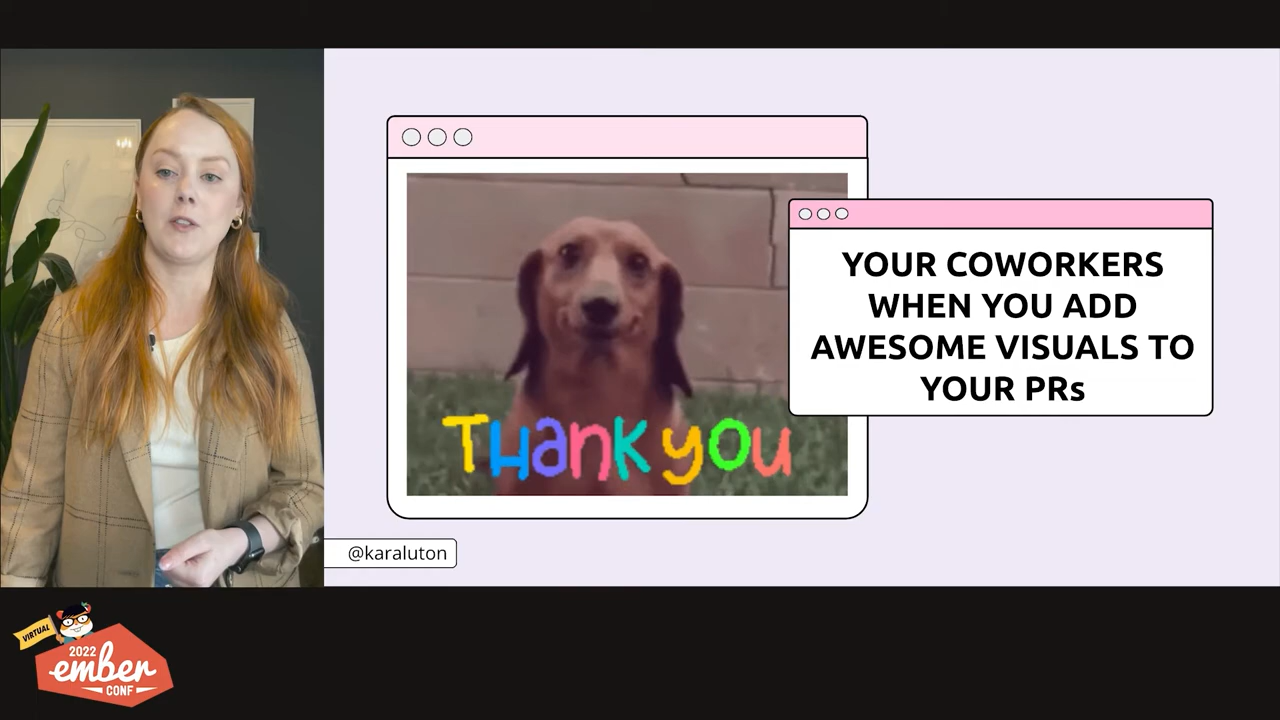 YOUR COWORKERS
WHEN YOU ADD
AWESOME VISUALS TO
YOUR PRs
Thank you
@karaluton
VIRTUAL
2022
ember
CONF